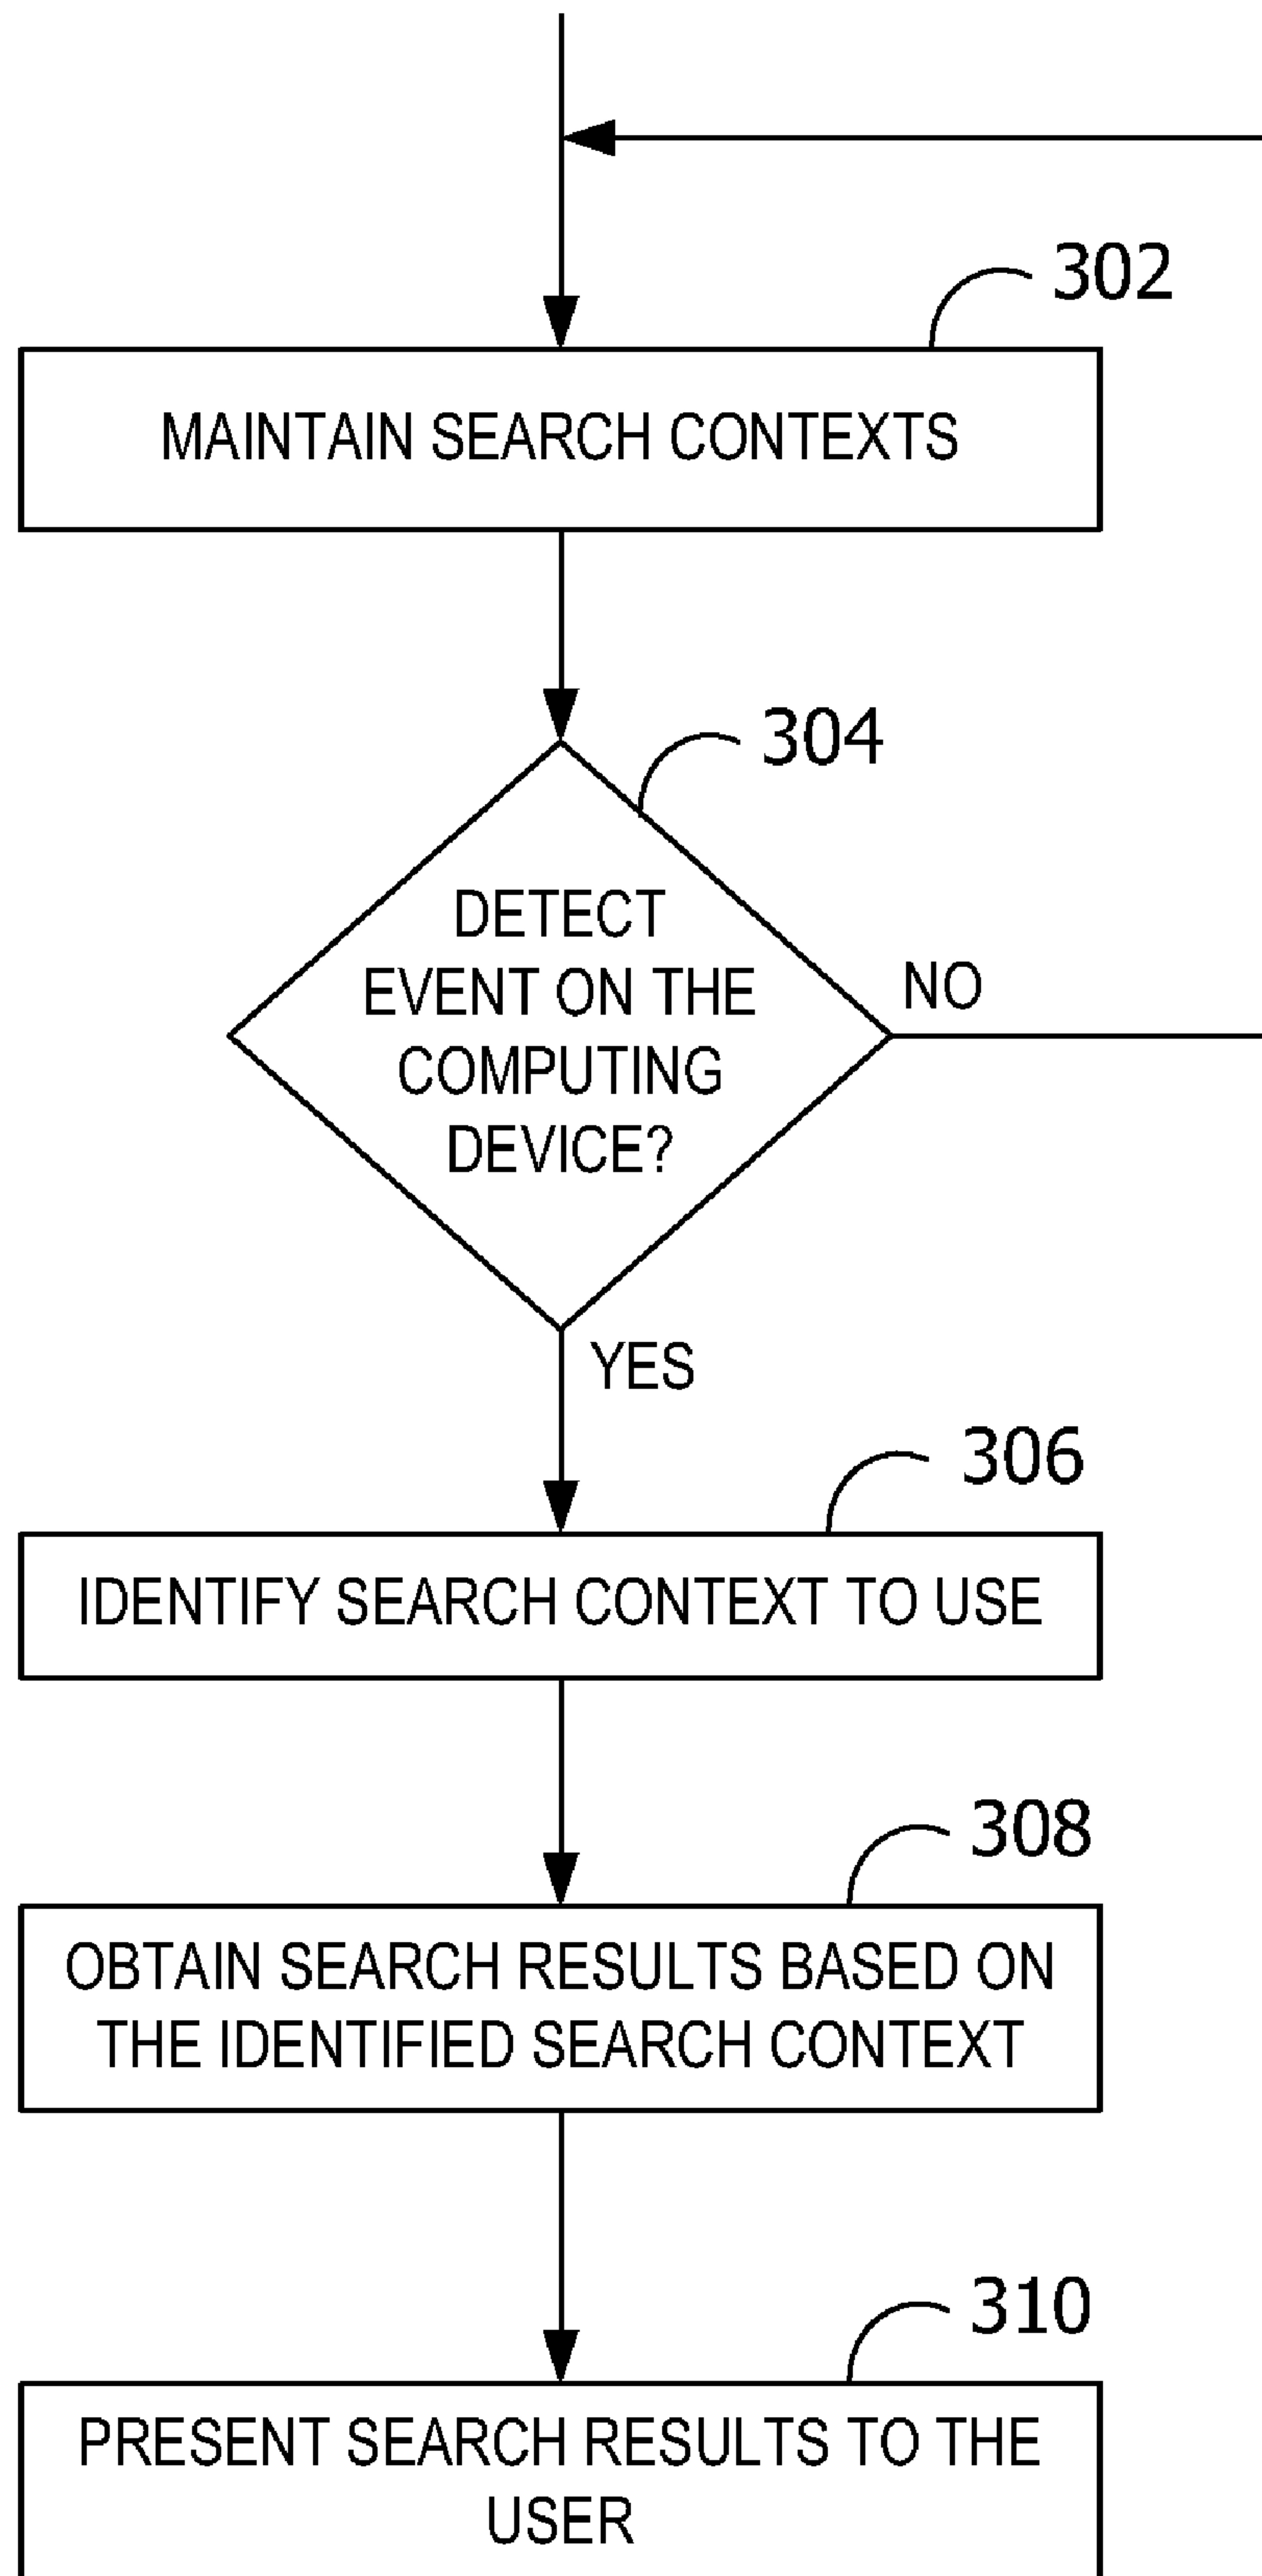 302
MAINTAIN SEARCH CONTEXTS
304
DETECT
EVENT ON THE
COMPUTING
DEVICE?
NO
YES
306
IDENTIFY SEARCH CONTEXT TO USE
308
OBTAIN SEARCH RESULTS BASED ON
THE IDENTIFIED SEARCH CONTEXT
310
PRESENT SEARCH RESULTS TO THE
USER